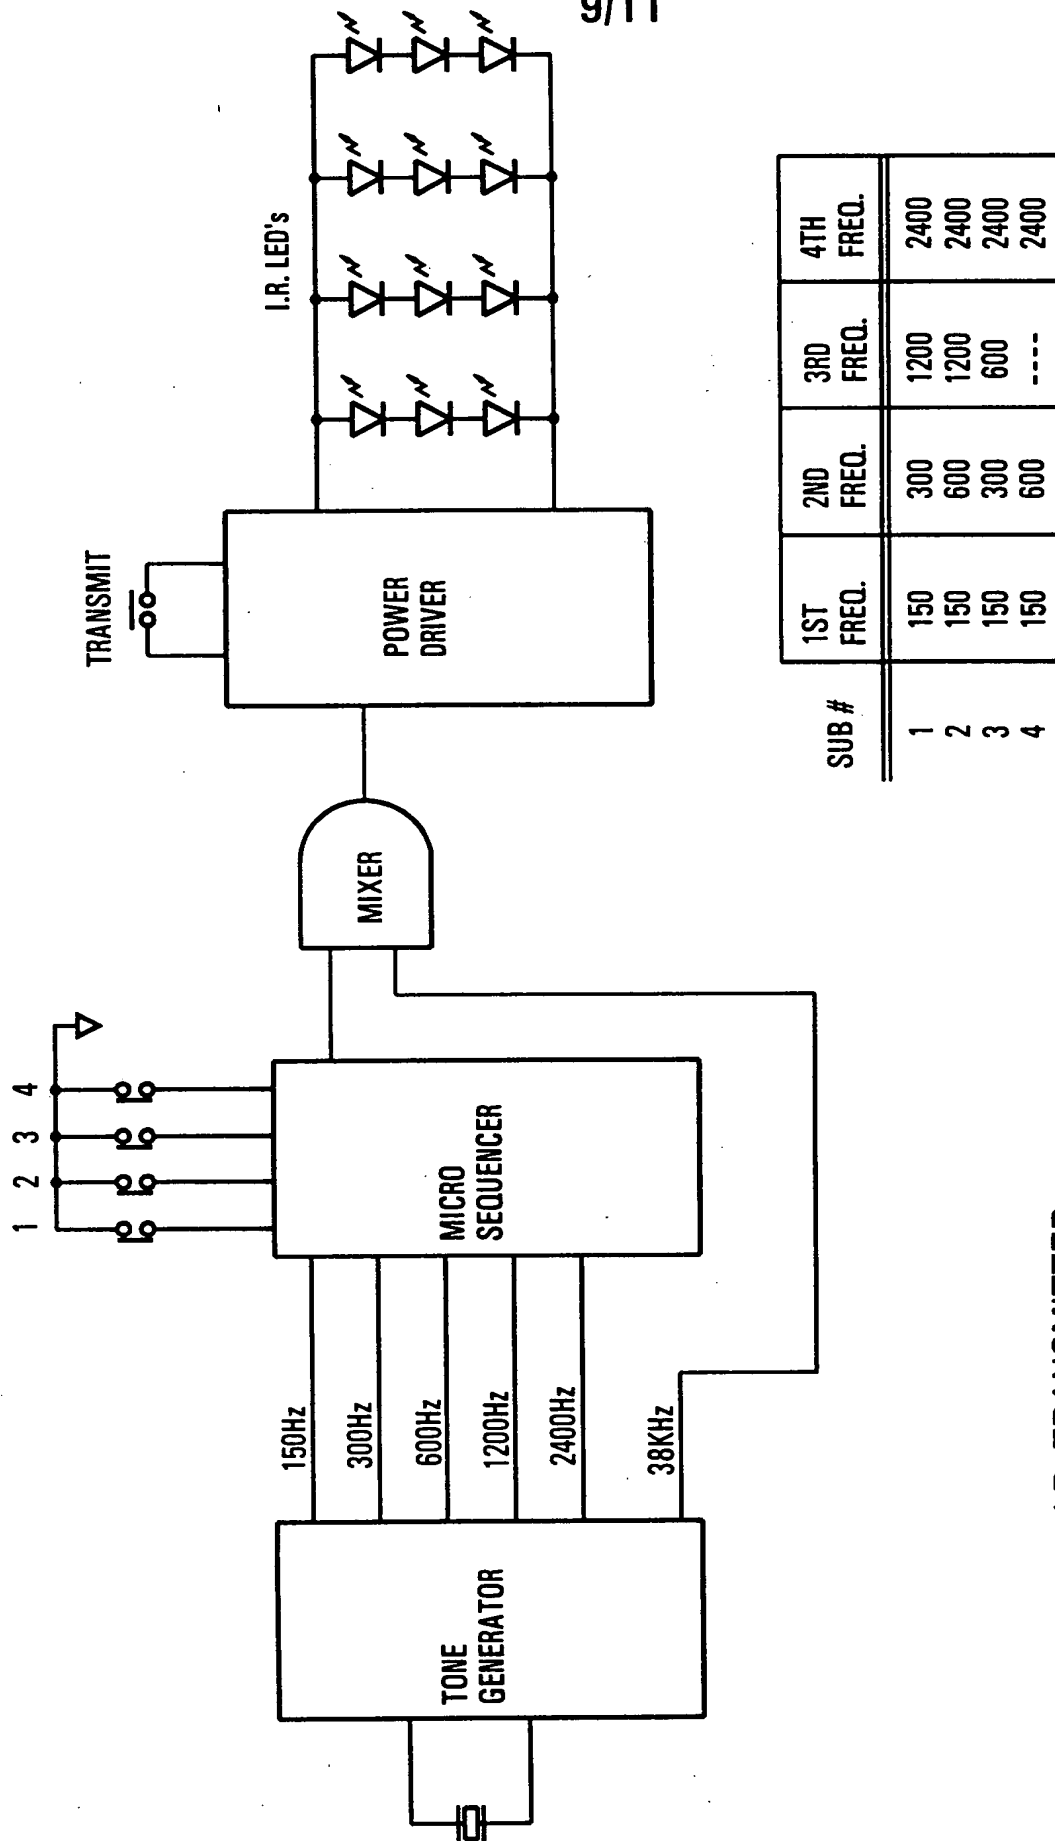 9/11
TRANSMIT
I.R. LED's
1 2 3 4
150Hz
300Hz
600Hz
1200Hz
2400Hz
38KHz
TONE
GENERATOR
MICRO
SEQUENCER
MIXER
POWER
DRIVER
SUB # 1ST FREQ. 2ND FREQ. 3RD FREQ. 4TH FREQ.
1 150 300 1200 2400
2 150 600 1200 2400
3 150 300 600 2400
4 150 600 ---- 2400